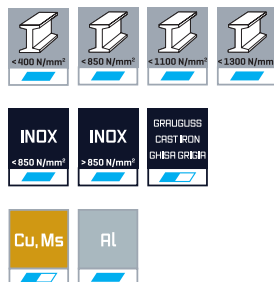 <400 N/mm² <850 N/mm² <1100 N/mm² <1300 N/mm²
INOX INOX GRAUGUSS
CAST IRON
GHISA GRIGIA
<850 N/mm² >850 N/mm²
Cu, Ms Al